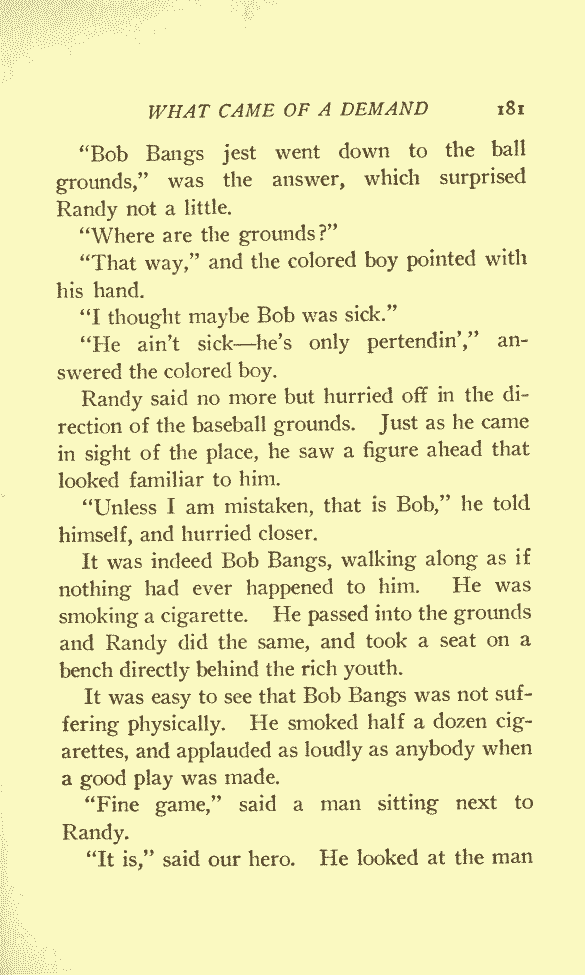 WHAT CAME OF A DEMAND 181
“Bob Bangs jest went down to the ball
grounds,” was the answer, which surprised
Randy not a little.
“Where are the grounds?”
“That way,” and the colored boy pointed with
his hand.
“I thought maybe Bob was sick.”
“He ain't sick—he's only pertendin',” an-
swered the colored boy.
Randy said no more but hurried off in the di-
rection of the baseball grounds. Just as he came
in sight of the place, he saw a figure ahead that
looked familiar to him.
“Unless I am mistaken, that is Bob,” he told
himself, and hurried closer.
It was indeed Bob Bangs, walking along as if
nothing had ever happened to him. He was
smoking a cigarette. He passed into the grounds
and Randy did the same, and took a seat on a
bench directly behind the rich youth.
It was easy to see that Bob Bangs was not suf-
fering physically. He smoked half a dozen cig-
arettes, and applauded as loudly as anybody when
a good play was made.
“Fine game,” said a man sitting next to
Randy.
“It is,” said our hero. He looked at the man